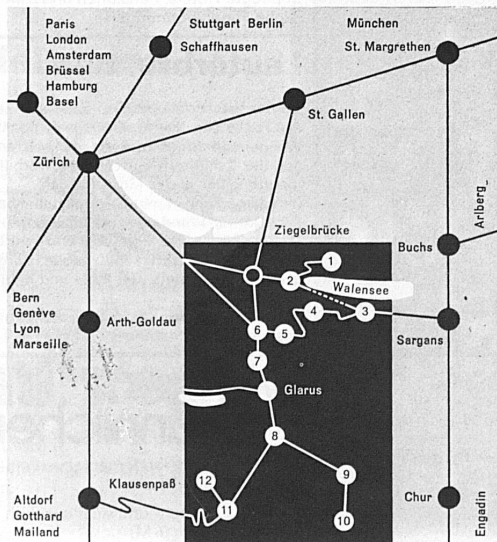 Paris
London
Amsterdam
Brüssel
Hamburg
Basel
Stuttgart Berlin
Schaffhausen
München
St. Margrethen
St. Gallen
Zürich
Arlberg
Ziegelbrücke
Buchs
1
2
Walensee
3
4
5
6
Sargans
Bern
Genève
Lyon
Marseille
Arth-Goldau
7
Glarus
8
9
10
11
12
Klausenpaß
Altdorf
Gotthard
Mailand
Chur
Engadin